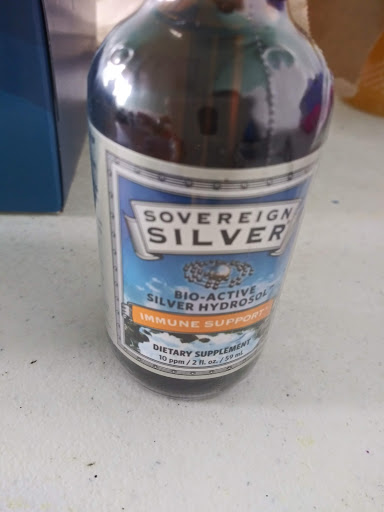 SOVEREIGN
SILVER
BIO-ACTIVE
SILVER HYDROSOL
IMMUNE SUPPORT
DIETARY SUPPLEMENT
10 ppm / 2 fl. oz. / 59 mL